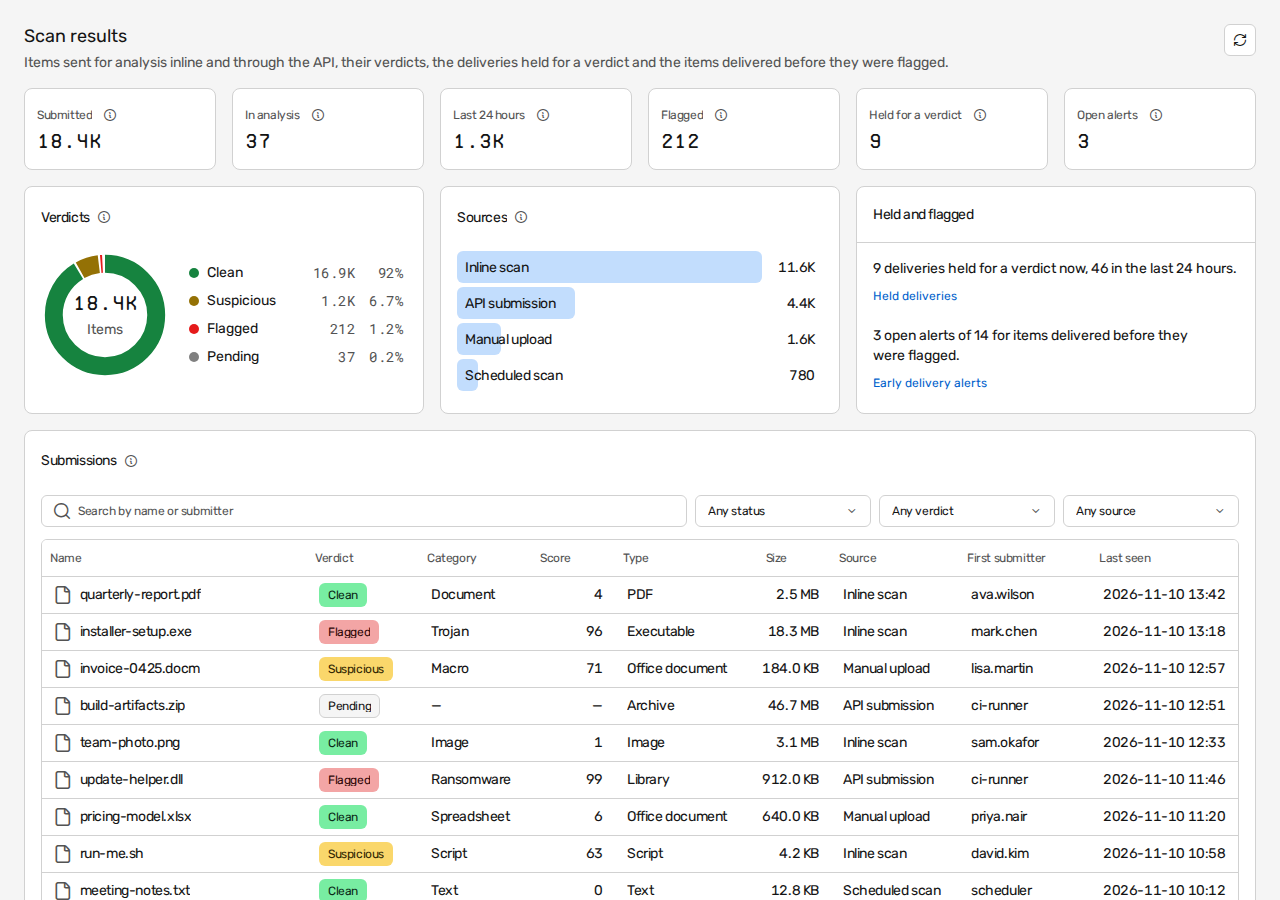 Scan results
Items sent for analysis inline and through the API, their verdicts, the deliveries held for a verdict and the items delivered before they were flagged.
Submitted
18.4K
In analysis
37
Last 24 hours
1.3K
Flagged
212
Held for a verdict
9
Open alerts
3
Verdicts
18.4K
Items
Clean 16.9K 92%
Suspicious 1.2K 6.7%
Flagged 212 1.2%
Pending 37 0.2%
Sources
Inline scan 11.6K
API submission 4.4K
Manual upload 1.6K
Scheduled scan 780
Held and flagged
9 deliveries held for a verdict now, 46 in the last 24 hours.
Held deliveries
3 open alerts of 14 for items delivered before they
were flagged.
Early delivery alerts
Submissions
Search by name or submitter Any status Any verdict Any source
Name Verdict Category Score Type Size Source First submitter Last seen
quarterly-report.pdf Clean Document 4 PDF 2.5 MB Inline scan ava.wilson 2026-11-10 13:42
installer-setup.exe Flagged Trojan 96 Executable 18.3 MB Inline scan mark.chen 2026-11-10 13:18
invoice-0425.docm Suspicious Macro 71 Office document 184.0 KB Manual upload lisa.martin 2026-11-10 12:57
build-artifacts.zip Pending – – Archive 46.7 MB API submission ci-runner 2026-11-10 12:51
team-photo.png Clean Image 1 Image 3.1 MB Inline scan sam.okafor 2026-11-10 12:33
update-helper.dll Flagged Ransomware 99 Library 912.0 KB API submission ci-runner 2026-11-10 11:46
pricing-model.xlsx Clean Spreadsheet 6 Office document 640.0 KB Manual upload priya.nair 2026-11-10 11:20
run-me.sh Suspicious Script 63 Script 4.2 KB Inline scan david.kim 2026-11-10 10:58
meeting-notes.txt Clean Text 0 Text 12.8 KB Scheduled scan scheduler 2026-11-10 10:12